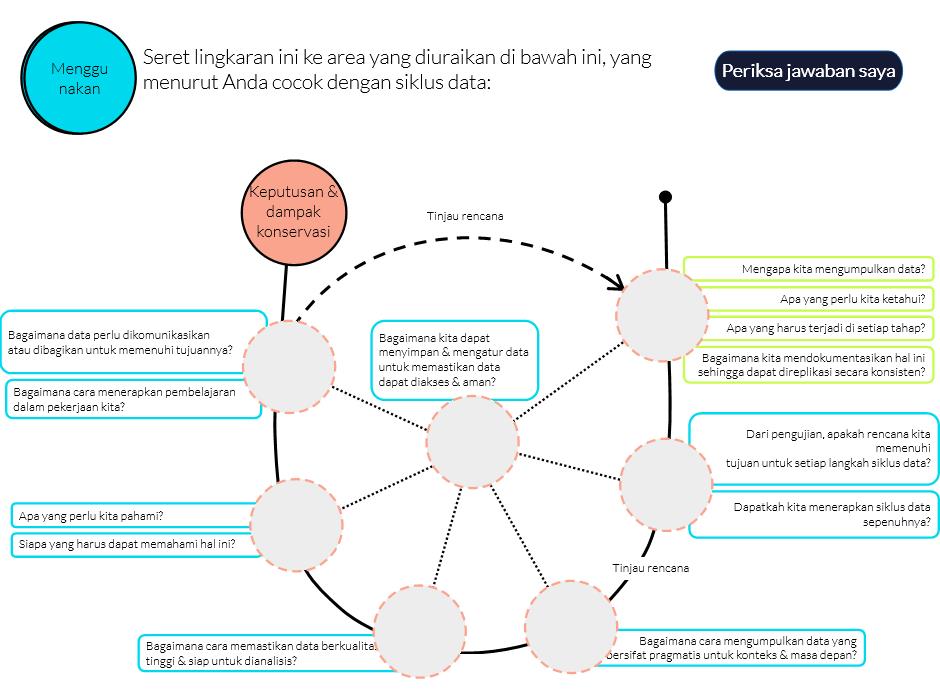 Menggu
nakan
Seret lingkaran ini ke area yang diuraikan di bawah ini, yang
menurut Anda cocok dengan siklus data:
Periksa jawaban saya
Keputusan &
dampak
konservasi
Tinjau rencana
Mengapa kita mengumpulkan data?
Apa yang perlu kita ketahui?
Apa yang harus terjadi di setiap tahap?
Bagaimana kita mendokumentasikan hal ini
sehingga dapat direplikasi secara konsisten?
Bagaimana data perlu dikomunikasikan
atau dibagikan untuk memenuhi tujuannya?
Bagaimana cara menerapkan pembelajaran
dalam pekerjaan kita?
Bagaimana kita dapat
menyimpan & mengatur data
untuk memastikan data
dapat diakses & aman?
Dari pengujian, apakah rencana kita
memenuhi
tujuan untuk setiap langkah siklus data?
Dapatkah kita menerapkan siklus data
sepenuhnya?
Apa yang perlu kita pahami?
Siapa yang harus dapat memahami hal ini?
Tinjau rencana
Bagaimana cara memastikan data berkualitas
tinggi & siap untuk dianalisis?
Bagaimana cara mengumpulkan data yang
bersifat pragmatis untuk konteks & masa depan?